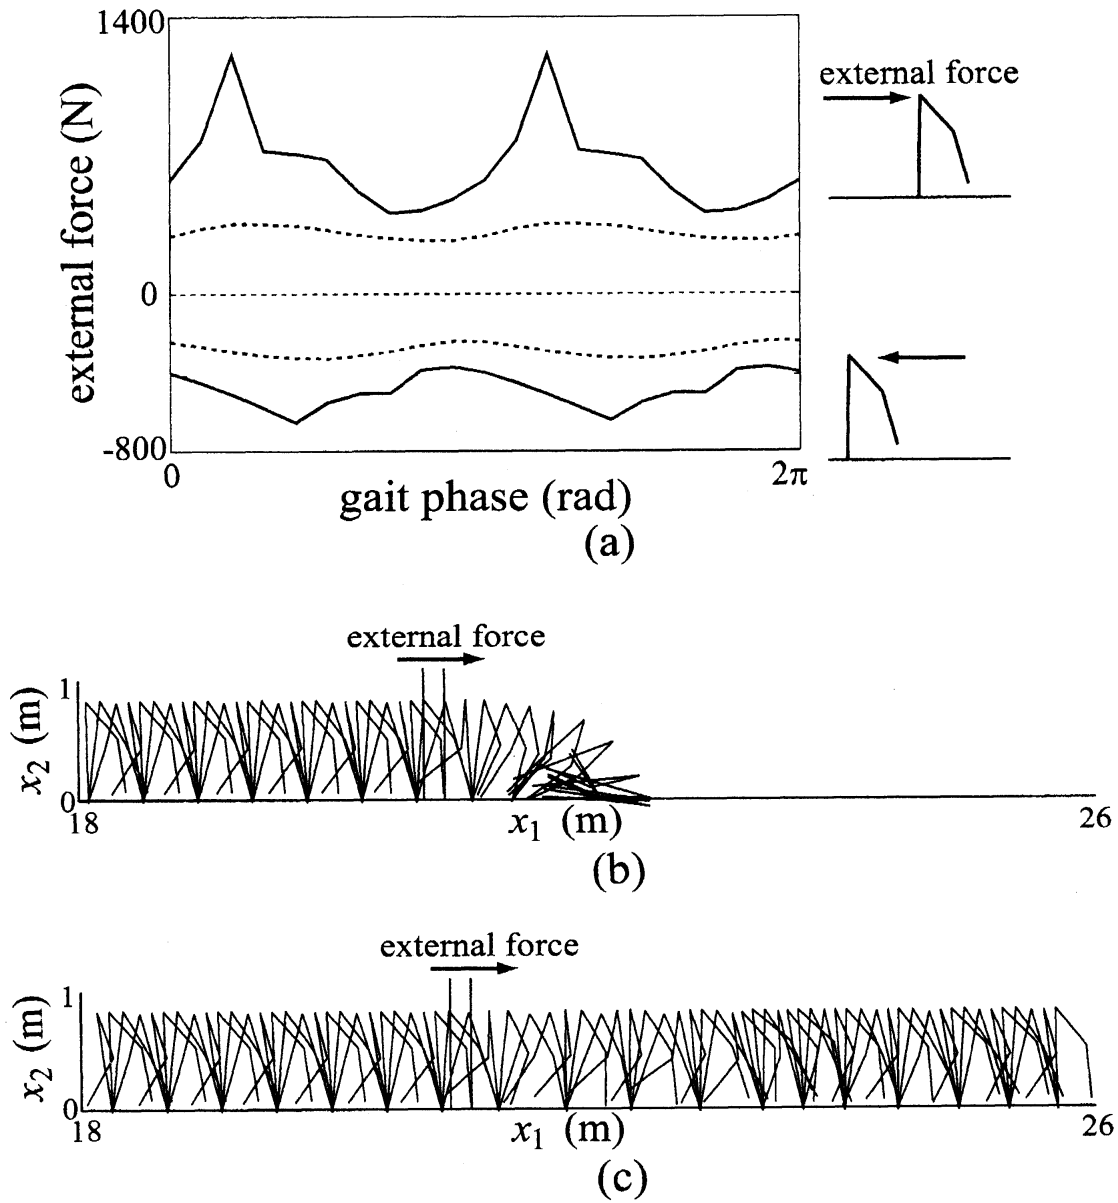 1400
external force (N)
0
-800
0
2π
gait phase (rad)
external force
(a)
external force
1
x₂ (m)
0
18
x₁ (m)
26
(b)
external force
1
x₂ (m)
0
18
x₁ (m)
26
(c)